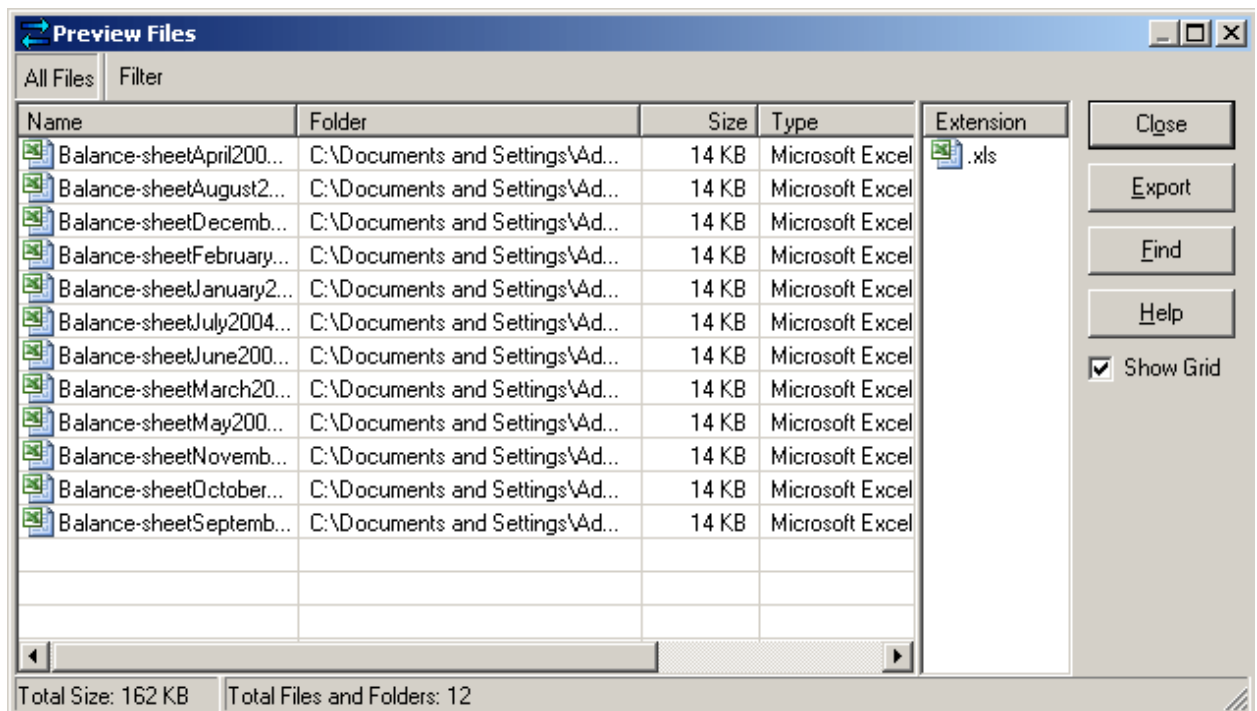 Preview Files
All Files Filter
Name Folder Size Type Extension
Balance-sheetApril200... C:\Documents and Settings\Ad... 14 KB Microsoft Excel .xls
Balance-sheetAugust2... C:\Documents and Settings\Ad... 14 KB Microsoft Excel
Balance-sheetDecemb... C:\Documents and Settings\Ad... 14 KB Microsoft Excel
Balance-sheetFebruary... C:\Documents and Settings\Ad... 14 KB Microsoft Excel
Balance-sheetJanuary2... C:\Documents and Settings\Ad... 14 KB Microsoft Excel
Balance-sheetJuly2004... C:\Documents and Settings\Ad... 14 KB Microsoft Excel
Balance-sheetJune200... C:\Documents and Settings\Ad... 14 KB Microsoft Excel
Balance-sheetMarch20... C:\Documents and Settings\Ad... 14 KB Microsoft Excel
Balance-sheetMay200... C:\Documents and Settings\Ad... 14 KB Microsoft Excel
Balance-sheetNovemb... C:\Documents and Settings\Ad... 14 KB Microsoft Excel
Balance-sheetOctober... C:\Documents and Settings\Ad... 14 KB Microsoft Excel
Balance-sheetSeptemb... C:\Documents and Settings\Ad... 14 KB Microsoft Excel
Close
Export
Find
Help
Show Grid
Total Size: 162 KB Total Files and Folders: 12